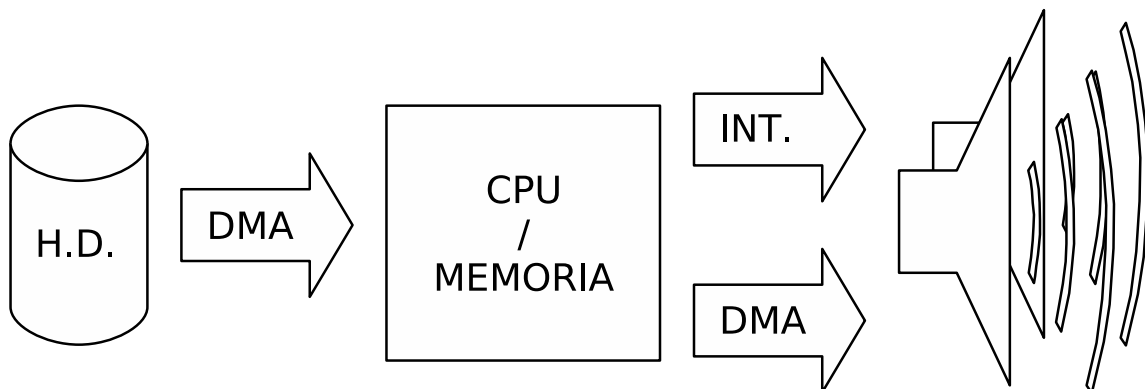 H.D.
DMA
CPU
/
MEMORIA
INT.
DMA